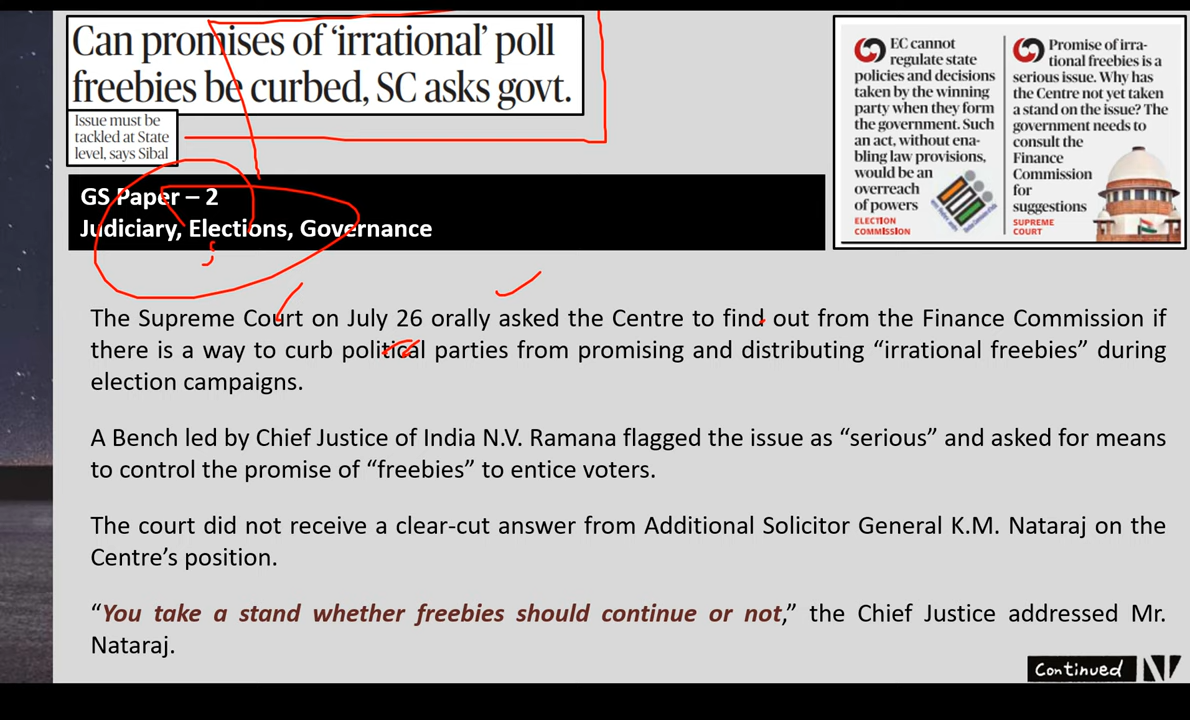 Can promises of ‘irrational’ poll
freebies be curbed, SC asks govt.
Issue must be
tackled at State
level, says Sibal
EC cannot
regulate state
policies and decisions
taken by the winning
party when they form
the government. Such
an act, without ena-
bling law provisions,
would be an
overreach
of powers
ELECTION
COMMISSION
Promise of irra-
tional freebies is a
serious issue. Why has
the Centre not yet taken
a stand on the issue? The
government needs to
consult the
Finance
Commission
for
suggestions
SUPREME
COURT
GS Paper – 2
Judiciary, Elections, Governance
The Supreme Court on July 26 orally asked the Centre to find out from the Finance Commission if
there is a way to curb political parties from promising and distributing “irrational freebies” during
election campaigns.
A Bench led by Chief Justice of India N.V. Ramana flagged the issue as “serious” and asked for means
to control the promise of “freebies” to entice voters.
The court did not receive a clear-cut answer from Additional Solicitor General K.M. Nataraj on the
Centre’s position.
“You take a stand whether freebies should continue or not,” the Chief Justice addressed Mr.
Nataraj.
Continued